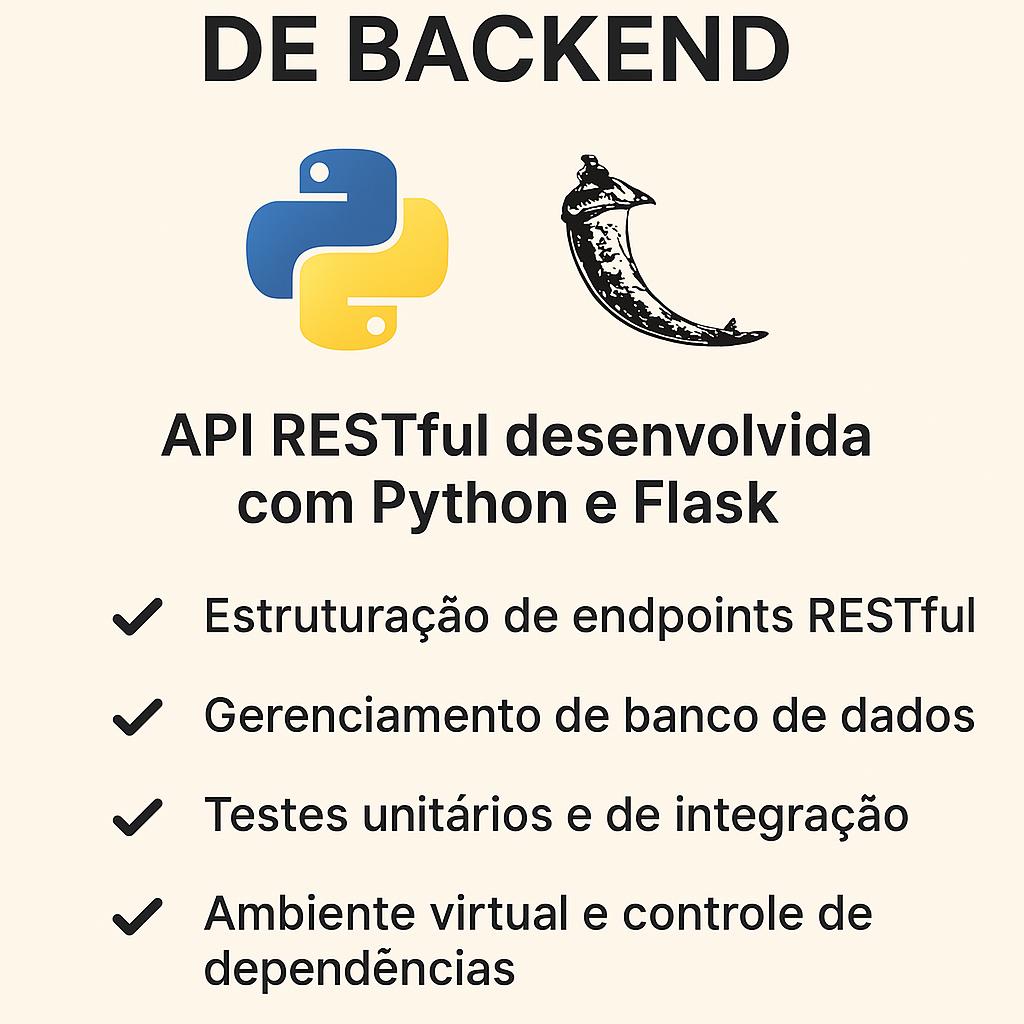 DE BACKEND
API RESTful desenvolvida
com Python e Flask
Estruturação de endpoints RESTful
Gerenciamento de banco de dados
Testes unitários e de integração
Ambiente virtual e controle de
dependẽncias